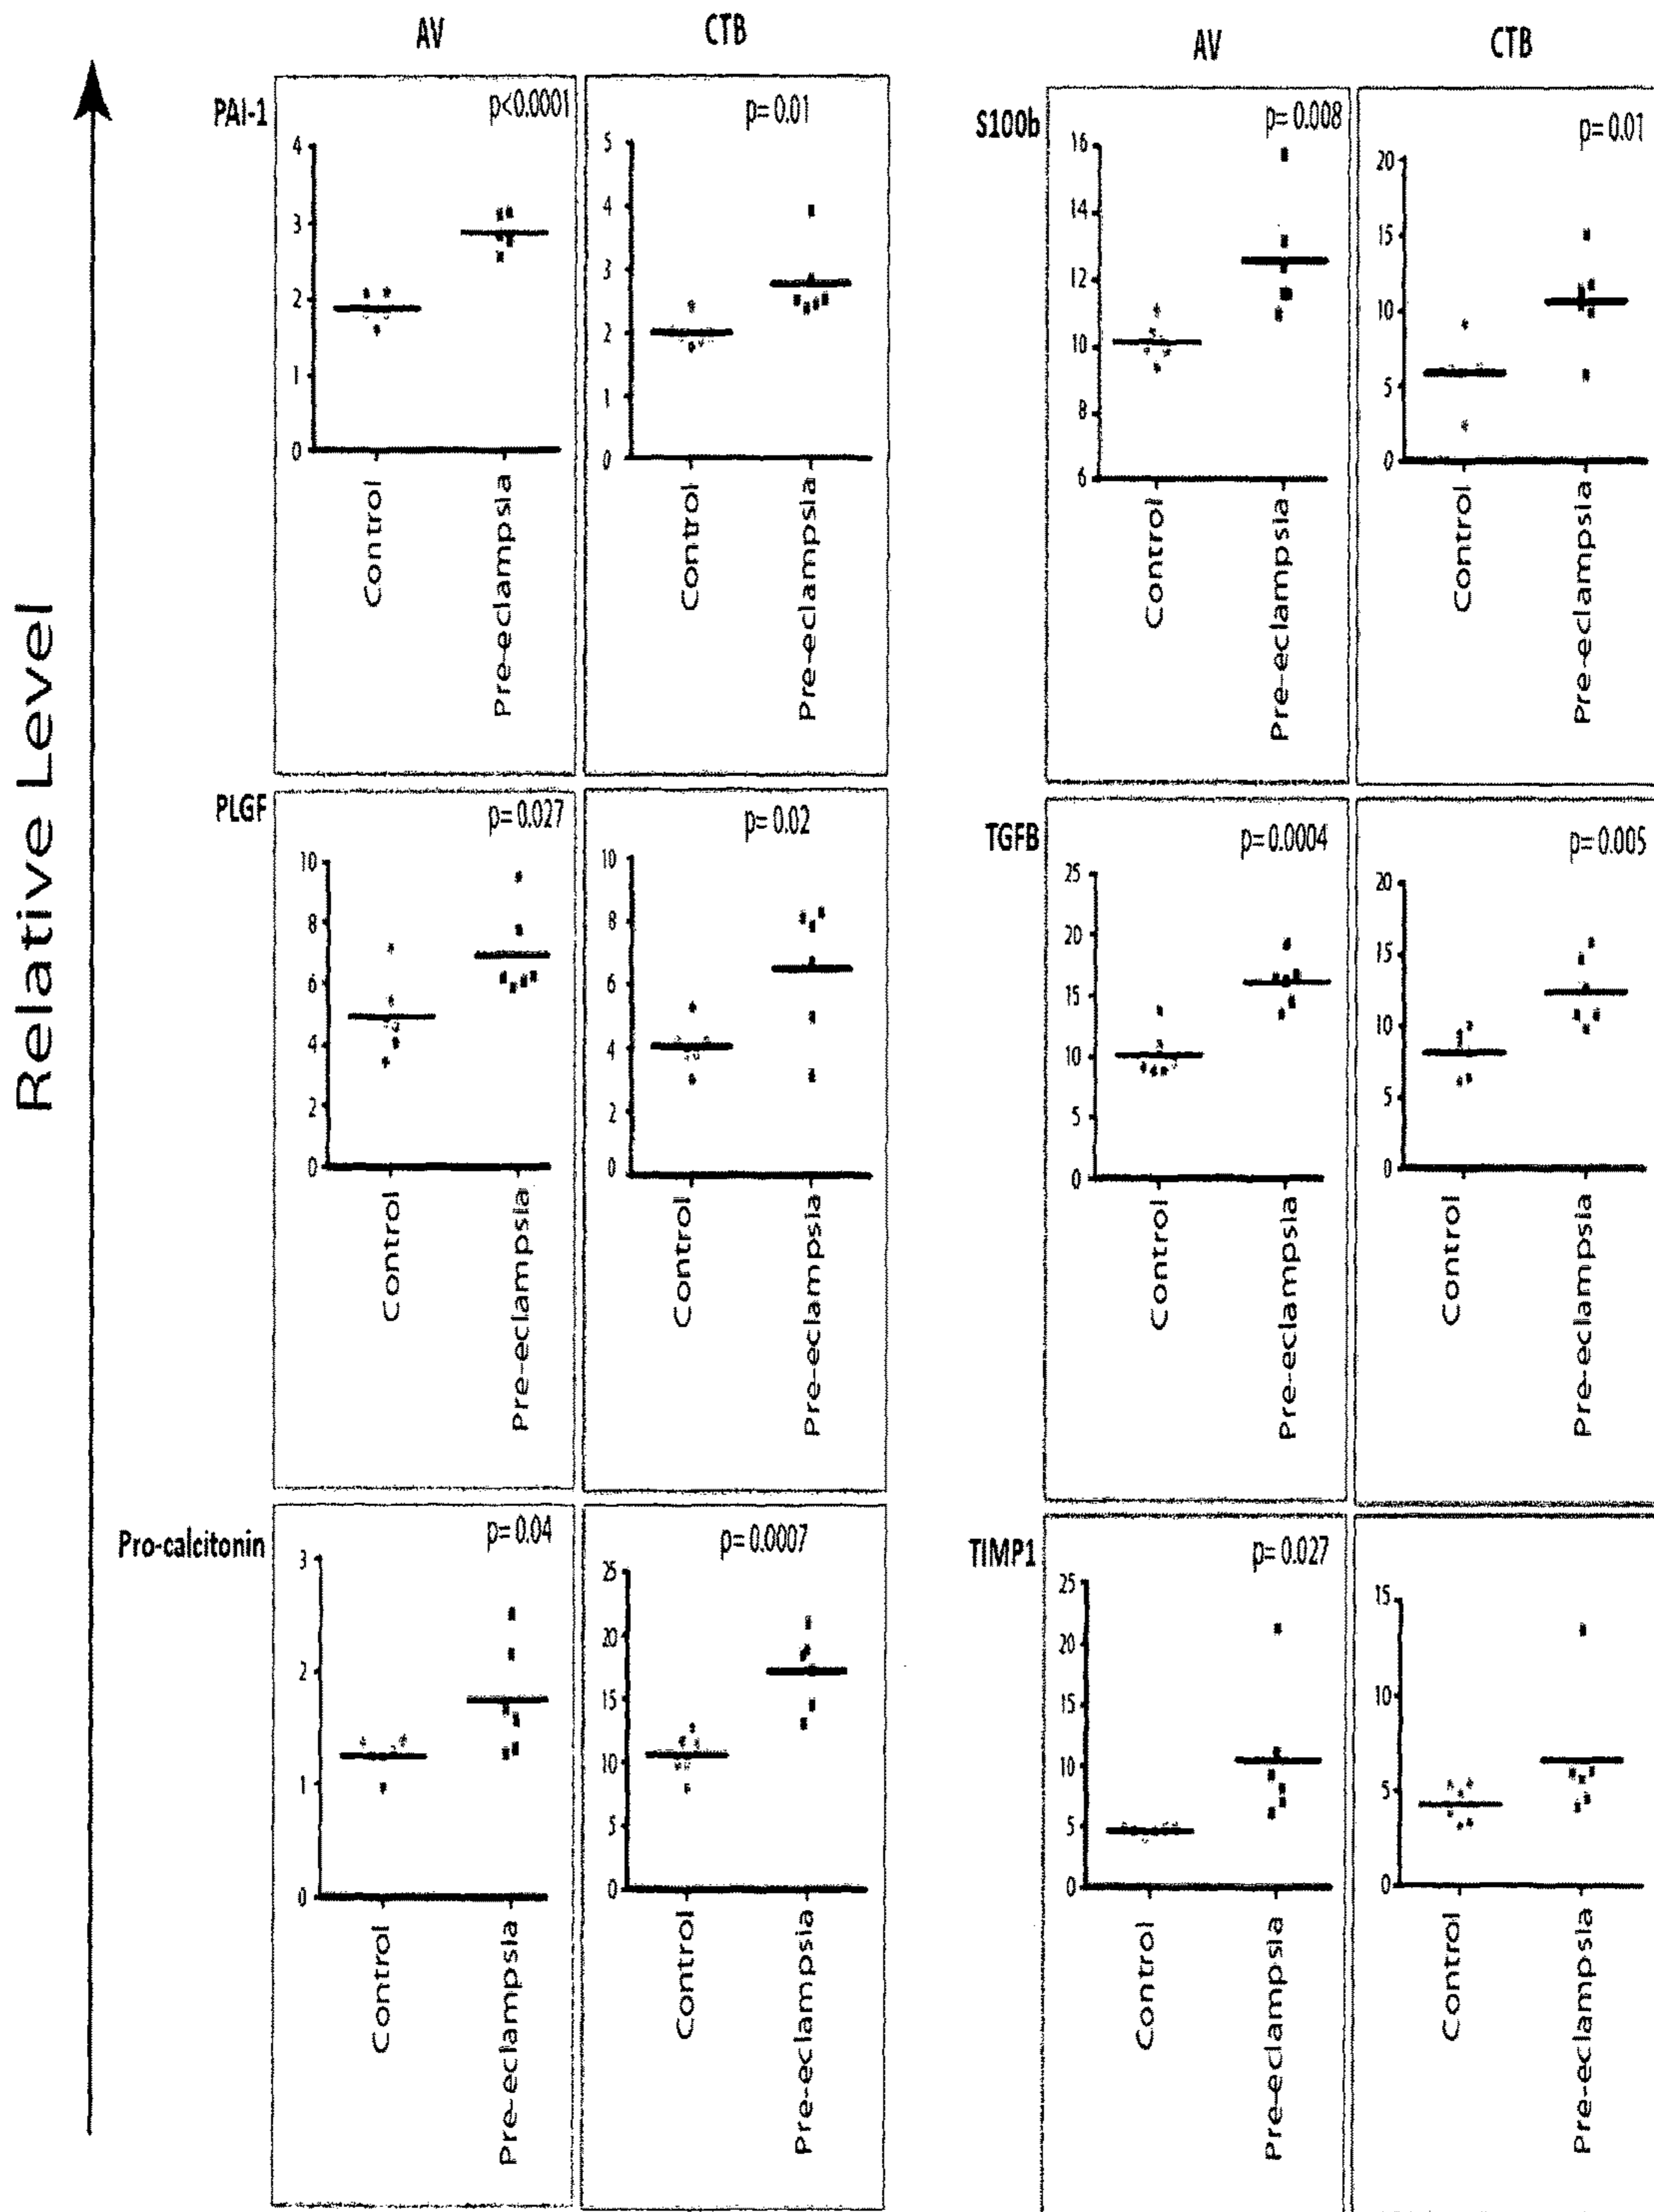 Relative Level
AV
CTB
PAI-1
p<0.0001
4
3
2
1
0
Control
Pre-eclampsia
p= 0.01
5
4
3
2
1
0
Control
Pre-eclampsia
PLGF
p= 0.027
10
8
6
4
2
0
Control
Pre-eclampsia
p= 0.02
10
8
6
4
2
0
Control
Pre-eclampsia
Pro-calcitonin
p= 0.04
3
2
1
0
Control
Pre-eclampsia
p= 0.0007
25
20
15
10
5
0
Control
Pre-eclampsia
AV
CTB
S100b
p= 0.008
16
14
12
10
8
6
Control
Pre-eclampsia
p= 0.01
20
15
10
5
0
Control
Pre-eclampsia
TGFB
p= 0.0004
25
20
15
10
5
0
Control
Pre-eclampsia
p= 0.005
20
15
10
5
0
Control
Pre-eclampsia
TIMP1
p= 0.027
25
20
15
10
5
0
Control
Pre-eclampsia
15
10
5
0
Control
Pre-eclampsia